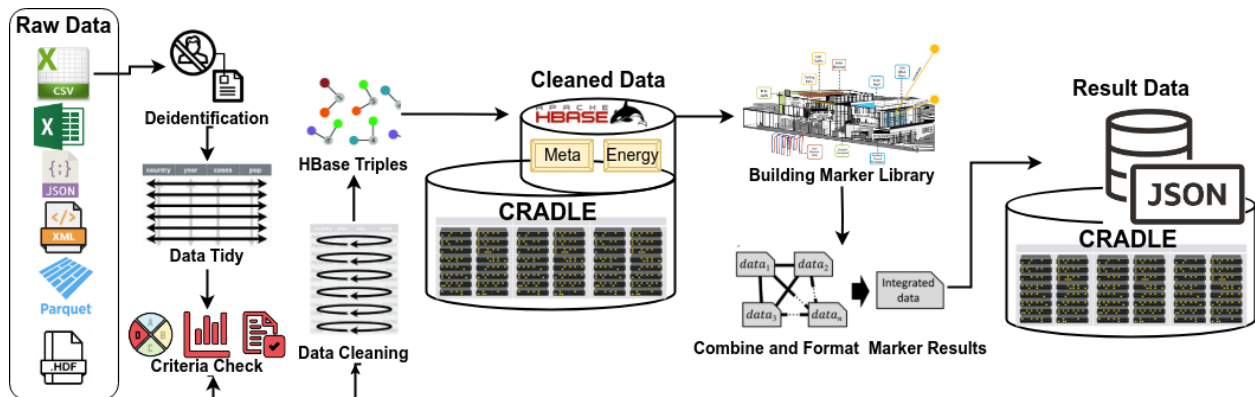 Raw Data
X
CSV
X
{;}
JSON
</>
XML
Parquet
.HDF
Deidentification
country year cases pop
Data Tidy
A
D B
C
Criteria Check
HBase Triples
Data Cleaning
Cleaned Data
APACHE
HBASE
Meta Energy
CRADLE
Building Marker Library
data1 data2
data3 datan
Integrated
data
Combine and Format Marker Results
Result Data
JSON
CRADLE